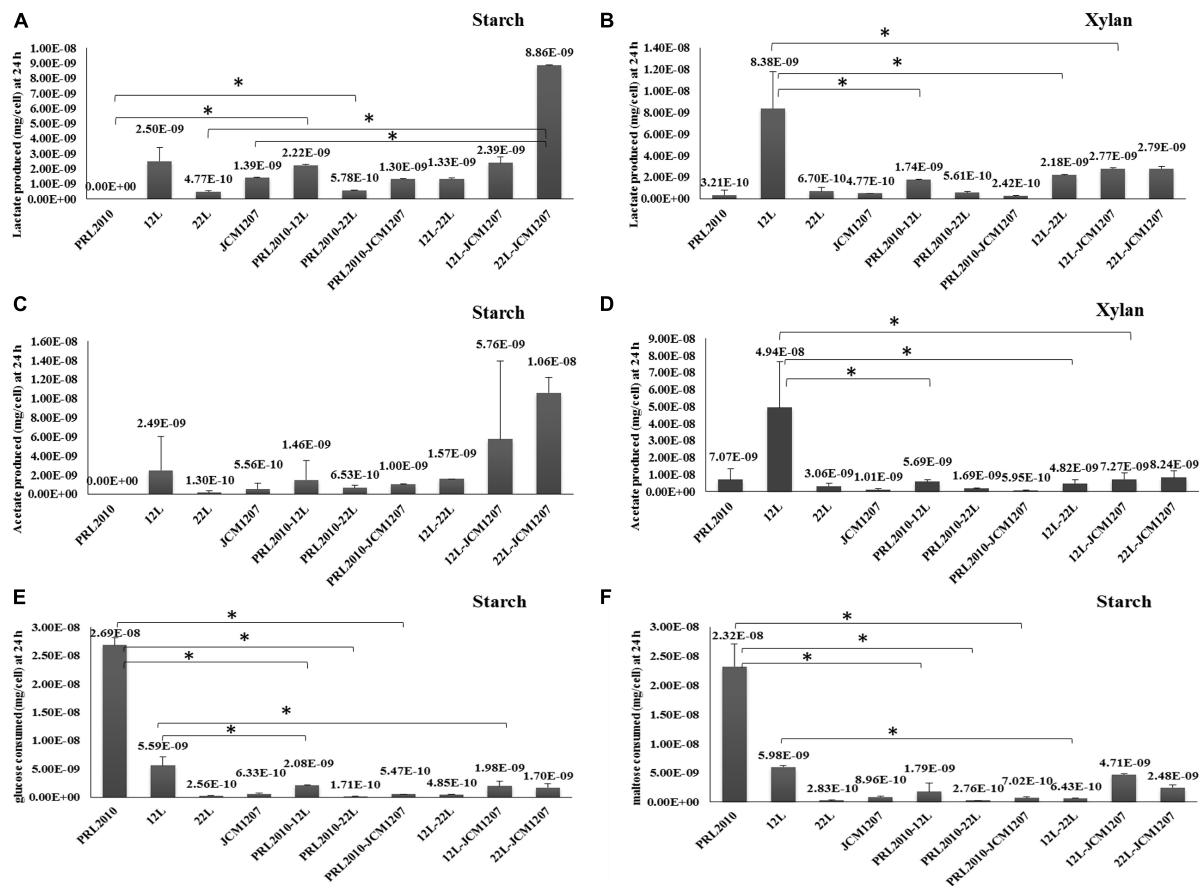 A
Starch
Lactate produced (mg/cell) at 24 h
1.00E-08
9.00E-09
8.00E-09
7.00E-09
6.00E-09
5.00E-09
4.00E-09
3.00E-09
2.00E-09
1.00E-09
0.00E+00
*
*
*
*
0.00E+00
2.50E-09
4.77E-10
1.39E-09
2.22E-09
5.78E-10
1.30E-09
1.33E-09
2.39E-09
8.86E-09
PRL2010
12L
22L
JCM1207
PRL2010-12L
PRL2010-22L
PRL2010-JCM1207
12L-22L
12L-JCM1207
22L-JCM1207
B
Xylan
Lactate produced (mg/cell) at 24 h
1.40E-08
1.20E-08
1.00E-08
8.00E-09
6.00E-09
4.00E-09
2.00E-09
0.00E+00
*
*
*
3.21E-10
8.38E-09
6.70E-10
4.77E-10
1.74E-09
5.61E-10
2.42E-10
2.18E-09
2.77E-09
2.79E-09
PRL2010
12L
22L
JCM1207
PRL2010-12L
PRL2010-22L
PRL2010-JCM1207
12L-22L
12L-JCM1207
22L-JCM1207
C
Starch
Acetate produced (mg/cell) at 24 h
1.60E-08
1.40E-08
1.20E-08
1.00E-08
8.00E-09
6.00E-09
4.00E-09
2.00E-09
0.00E+00
0.00E+00
2.49E-09
1.30E-10
5.56E-10
1.46E-09
6.53E-10
1.00E-09
1.57E-09
5.76E-09
1.06E-08
PRL2010
12L
22L
JCM1207
PRL2010-12L
PRL2010-22L
PRL2010-JCM1207
12L-22L
12L-JCM1207
22L-JCM1207
D
Xylan
Acetate produced (mg/cell) at 24 h
9.00E-08
8.00E-08
7.00E-08
6.00E-08
5.00E-08
4.00E-08
3.00E-08
2.00E-08
1.00E-08
0.00E+00
*
*
*
7.07E-09
4.94E-08
3.06E-09
1.01E-09
5.69E-09
1.69E-09
5.95E-10
4.82E-09
7.27E-09
8.24E-09
PRL2010
12L
22L
JCM1207
PRL2010-12L
PRL2010-22L
PRL2010-JCM1207
12L-22L
12L-JCM1207
22L-JCM1207
E
Starch
glucose consumed (mg/cell) at 24 h
3.00E-08
2.50E-08
2.00E-08
1.50E-08
1.00E-08
5.00E-09
0.00E+00
*
*
*
*
*
2.69E-08
5.59E-09
2.56E-10
6.33E-10
2.08E-09
1.71E-10
5.47E-10
4.85E-10
1.98E-09
1.70E-09
PRL2010
12L
22L
JCM1207
PRL2010-12L
PRL2010-22L
PRL2010-JCM1207
12L-22L
12L-JCM1207
22L-JCM1207
F
Starch
maltose consumed (mg/cell) at 24 h
3.00E-08
2.50E-08
2.00E-08
1.50E-08
1.00E-08
5.00E-09
0.00E+00
*
*
*
*
2.32E-08
5.98E-09
2.83E-10
8.96E-10
1.79E-09
2.76E-10
7.02E-10
6.43E-10
4.71E-09
2.48E-09
PRL2010
12L
22L
JCM1207
PRL2010-12L
PRL2010-22L
PRL2010-JCM1207
12L-22L
12L-JCM1207
22L-JCM1207